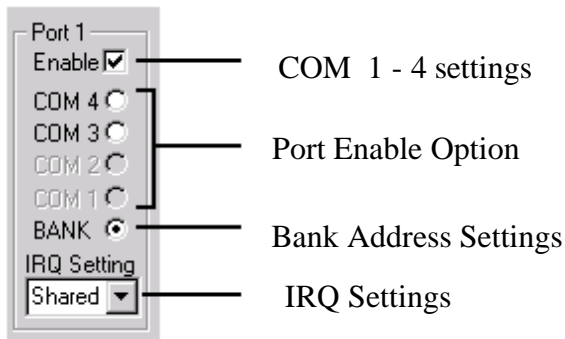 Port 1
Enable
COM 1 - 4 settings
COM 4
COM 3
Port Enable Option
COM 2
COM 1
BANK
Bank Address Settings
IRQ Setting
Shared
IRQ Settings